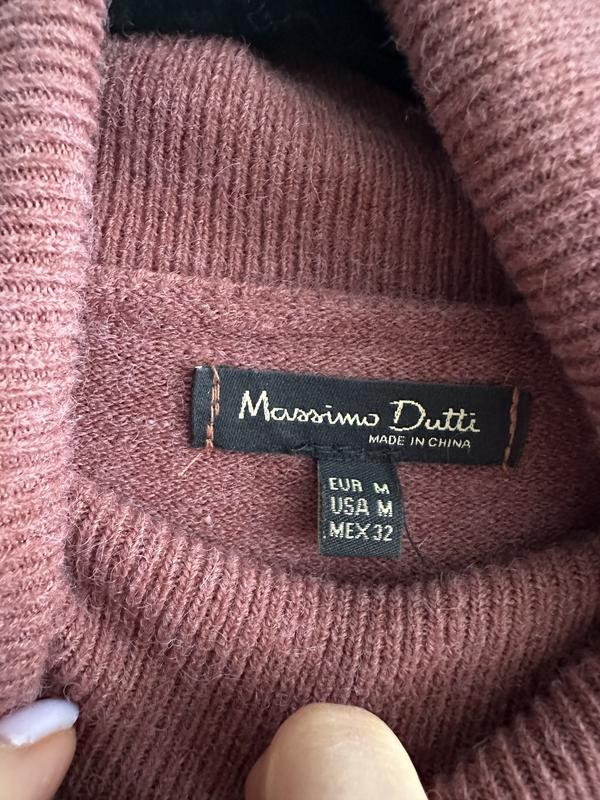 Massimo Dutti
MADE IN CHINA
EUR M
USA M
MEX 32